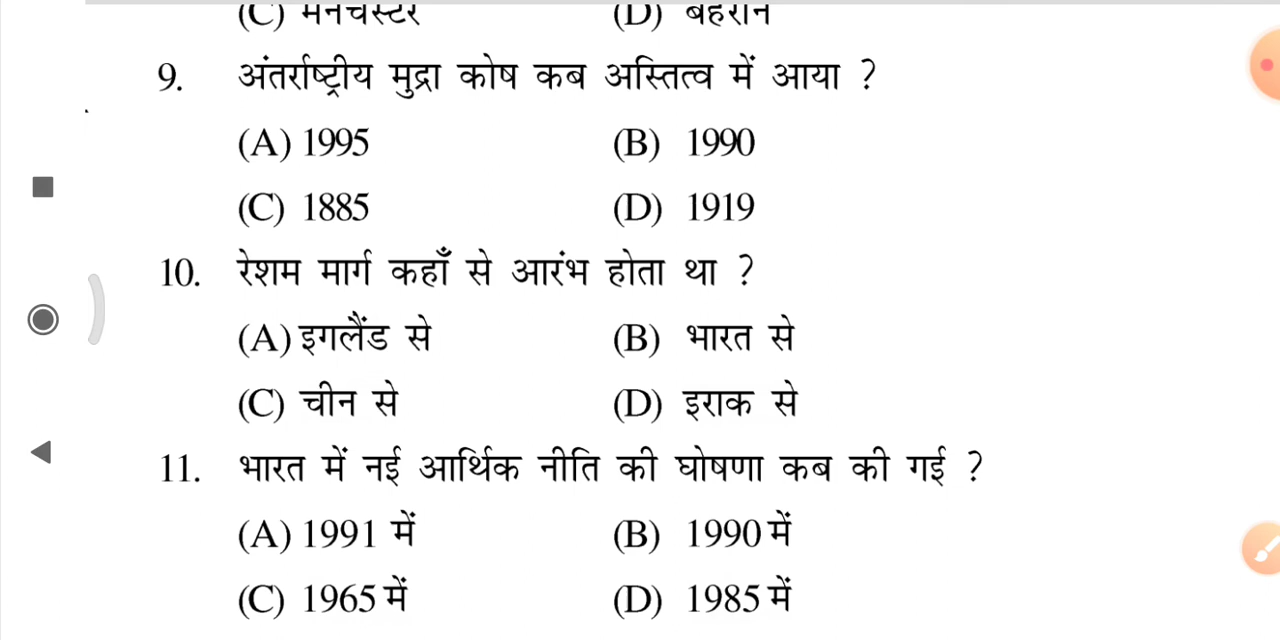 (C) मैनचेस्टर (D) बहरीन
9. अंतर्राष्ट्रीय मुद्रा कोष कब अस्तित्व में आया ?
(A) 1995 (B) 1990
(C) 1885 (D) 1919
10. रेशम मार्ग कहाँ से आरंभ होता था ?
(A) इगलैंड से (B) भारत से
(C) चीन से (D) इराक से
11. भारत में नई आर्थिक नीति की घोषणा कब की गई ?
(A) 1991 में (B) 1990 में
(C) 1965 में (D) 1985 में